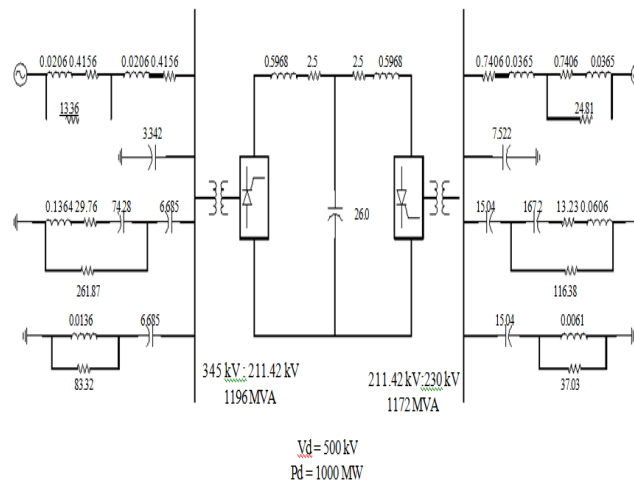 0.0206 0.4156 0.0206 0.4156 0.5968 2.5 2.5 0.5968 0.7406 0.0365 0.7406 0.0365
13.36 24.81
3.342 7.522
0.1364 29.76 74.28 6.685 26.0 15.04 167.2 13.23 0.0606
261.87 116.38
0.0136 6.685 15.04 0.0061
83.32 37.03
345 kV : 211.42 kV 211.42 kV:230 kV
1196 MVA 1172 MVA
Vd = 500 kV
Pd = 1000 MW